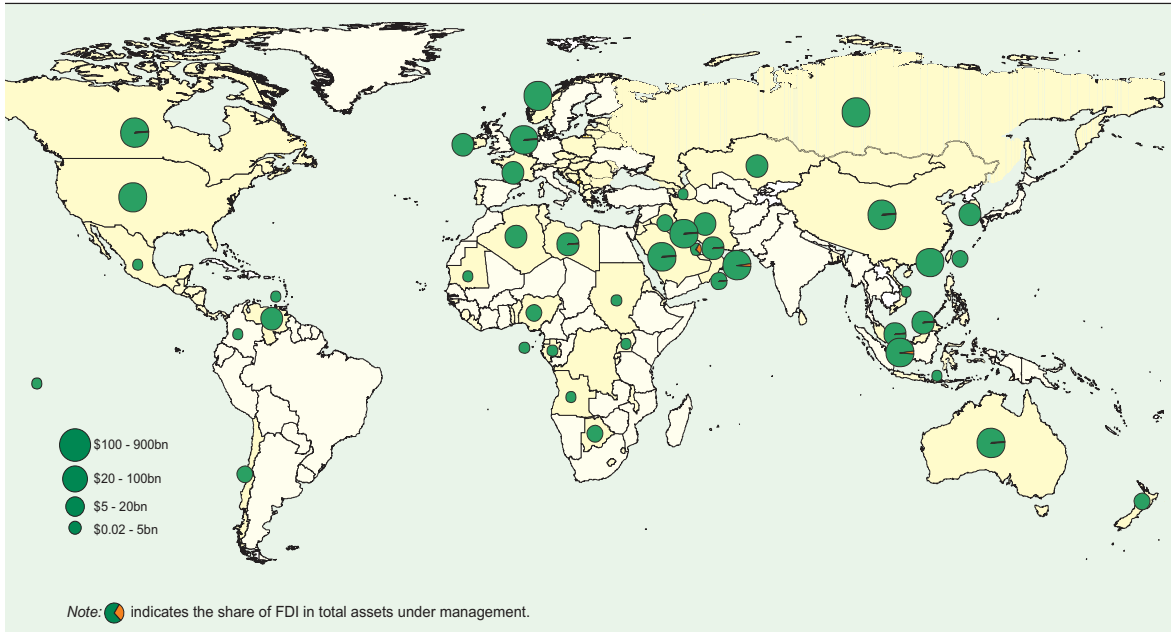 $100 - 900bn
$20 - 100bn
$5 - 20bn
$0.02 - 5bn
Note: indicates the share of FDI in total assets under management.